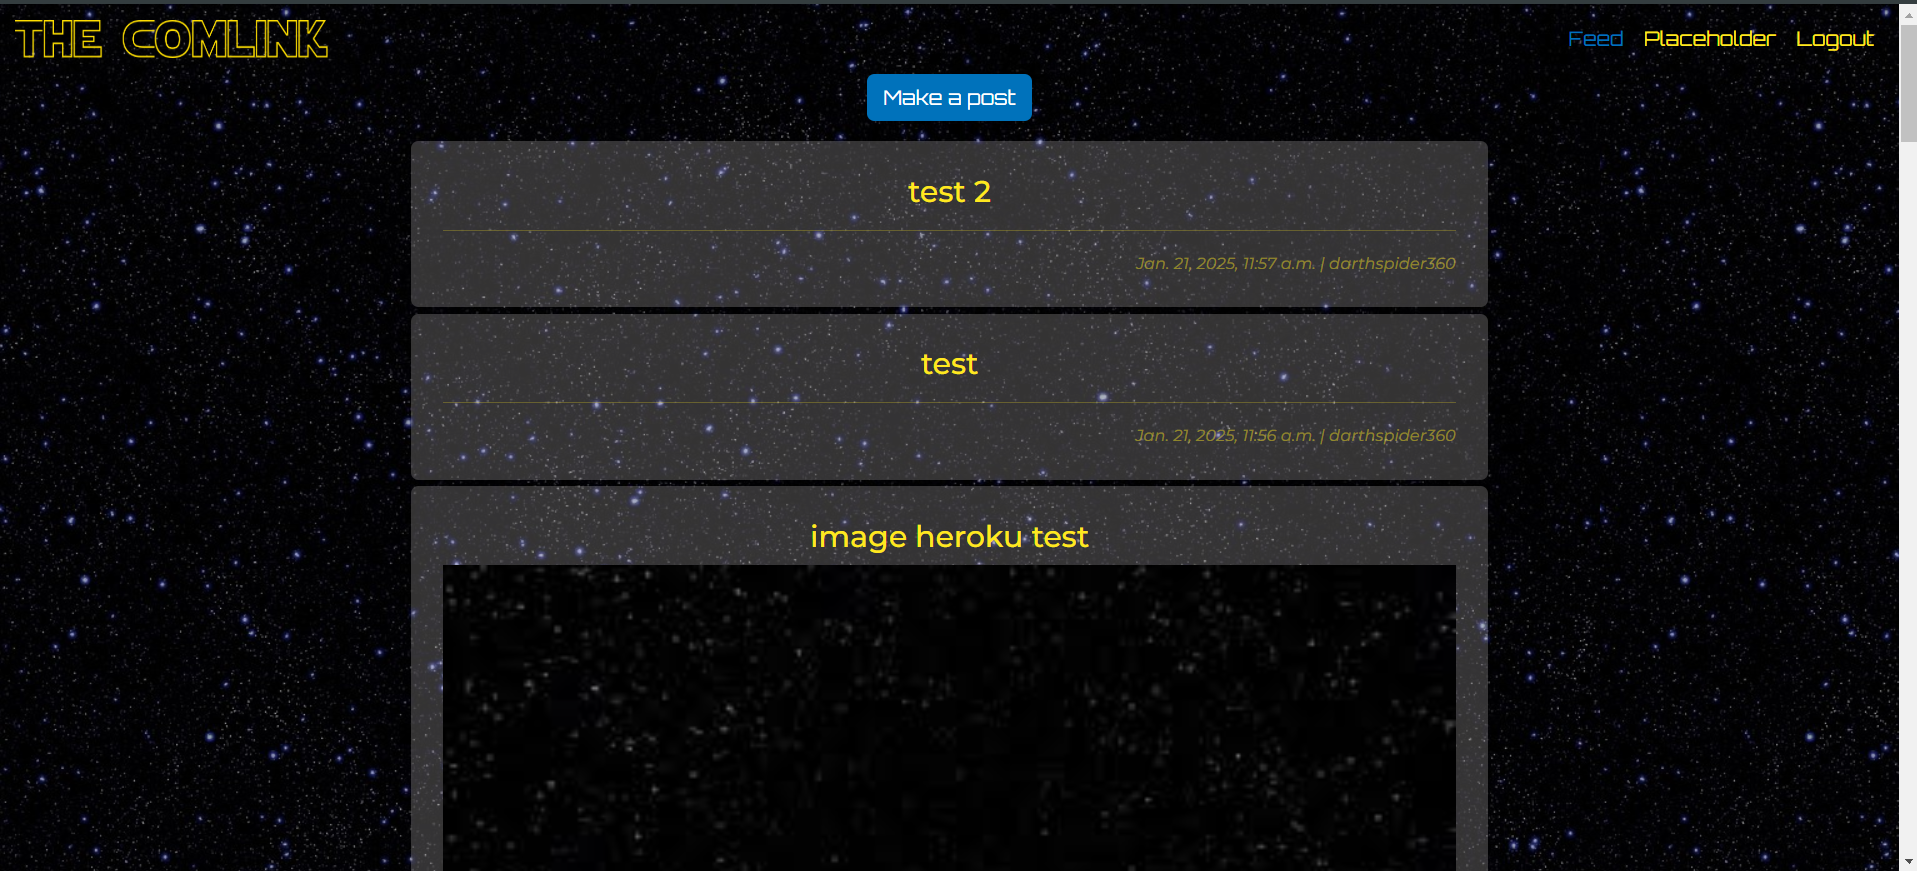 THE COMLINK
Feed Placeholder Logout
Make a post
test 2
Jan. 21, 2025, 11:57 a.m. | darthspider360
test
Jan. 21, 2025, 11:56 a.m. | darthspider360
image heroku test